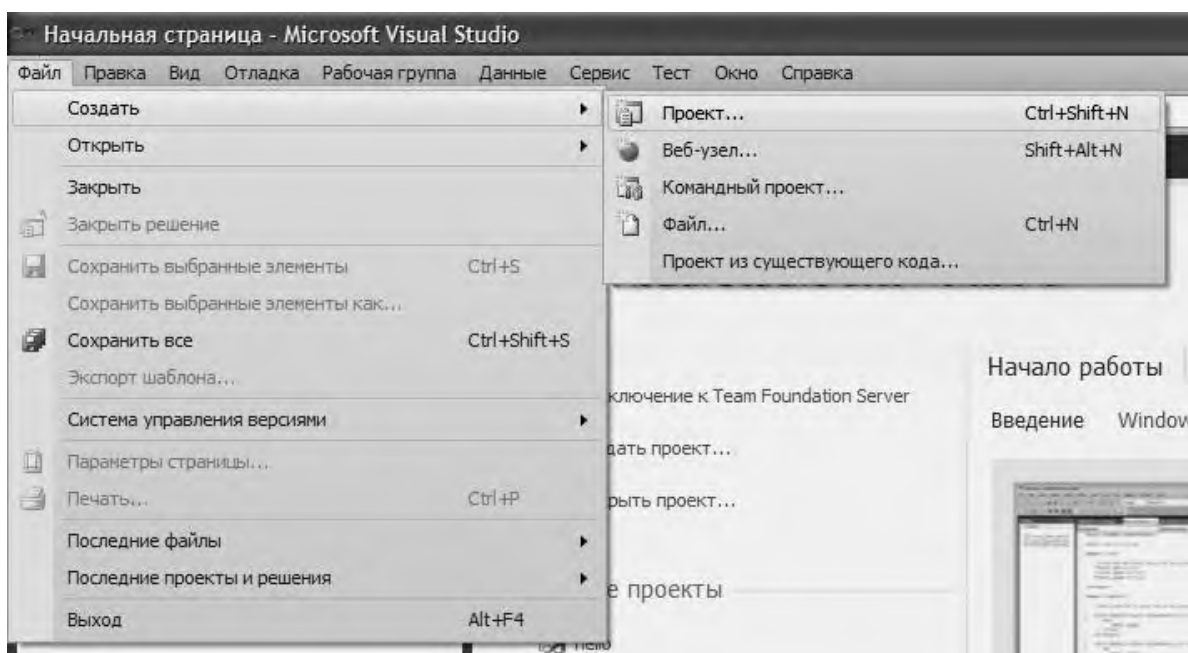 Начальная страница - Microsoft Visual Studio
Файл Правка Вид Отладка Рабочая группа Данные Сервис Тест Окно Справка
Создать
Открыть
Закрыть
Закрыть решение
Сохранить выбранные элементы Ctrl+S
Сохранить выбранные элементы как...
Сохранить все Ctrl+Shift+S
Экспорт шаблона...
Система управления версиями
Параметры страницы...
Печать... Ctrl+P
Последние файлы
Последние проекты и решения
Выход Alt+F4
Проект... Ctrl+Shift+N
Веб-узел... Shift+Alt+N
Командный проект...
Файл... Ctrl+N
Проект из существующего кода...
ключение к Team Foundation Server
дать проект...
рыть проект...
е проекты
Hello
Начало работы
Введение Window